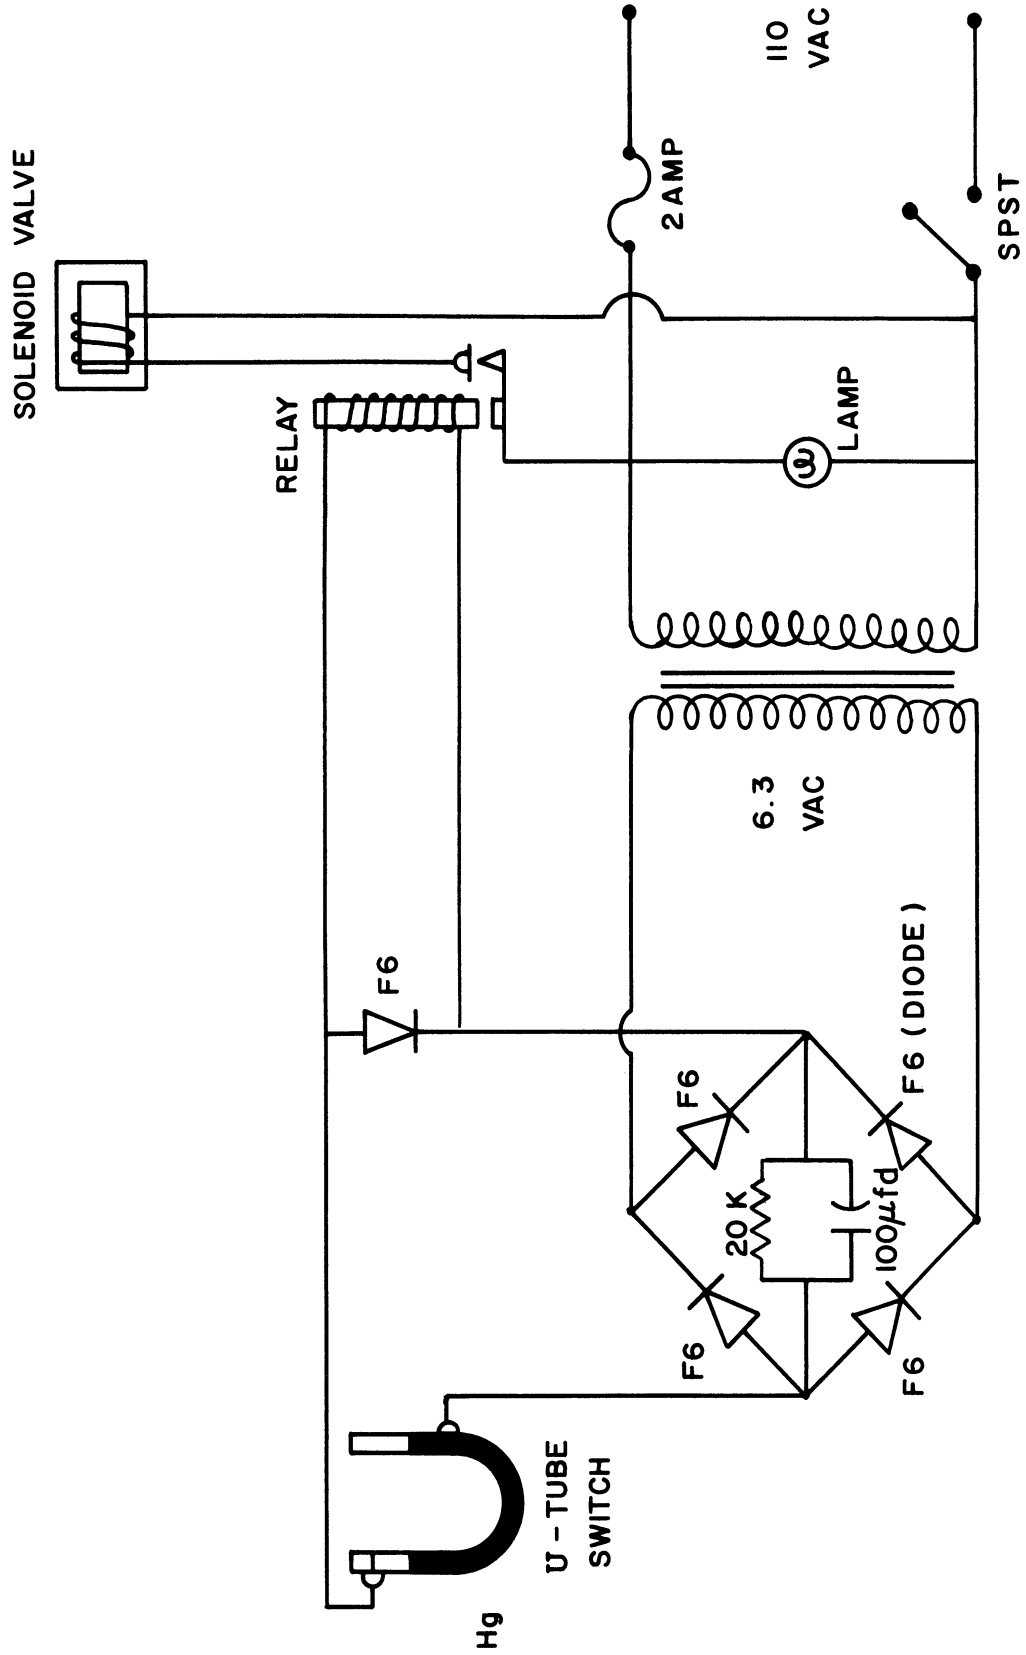 SOLENOID VALVE
RELAY
110
VAC
2 AMP
SPST
LAMP
6.3
VAC
F6
F6
F6 (DIODE)
20 K
100µfd
F6
F6
U-TUBE
SWITCH
Hg